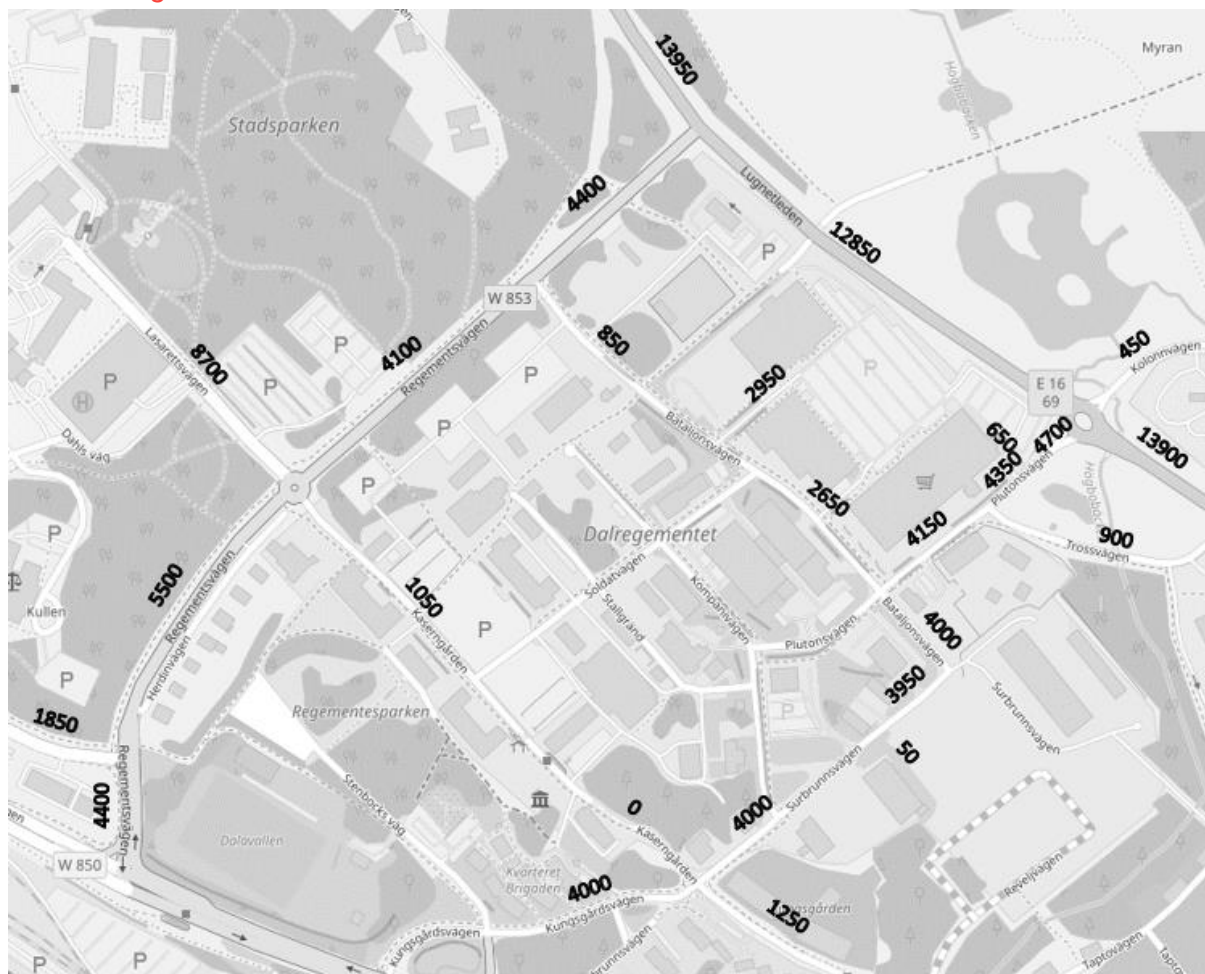 13950
Myran
Högbobäcken
Stadsparken
4400
Lugnetleden
12850
P
W 853
Lasarettsvägen
8700
P
4100
Regementsvägen
850
450
Kolonnvägen
P
P
P
2950
E 16
69
H
Dahls väg
Bataljonsvägen
650
4700
13900
P
4350
Plutonsvägen
2650
P
4150
Dalregementet
900
Trossvägen
P
5500
Regementsvägen
1050
Soldatvägen
Kompanivägen
Kullen
Kaserngården
Stallgränd
Bataljonsvägen
4000
P
Plutonsvägen
P
Herdinvägen
3950
Surbrunnsvägen
1850
Regementesparken
P
50
4400
Regementsvägen
Stenbocks väg
0
4000
Surbrunnsvägen
Dalavallen
Kaserngården
W 850
Kvarteret
Brigaden
4000
Reveljvägen
Kungsgårdsvägen
1250
Kungsgårdsvägen
P
P
Taptovägen